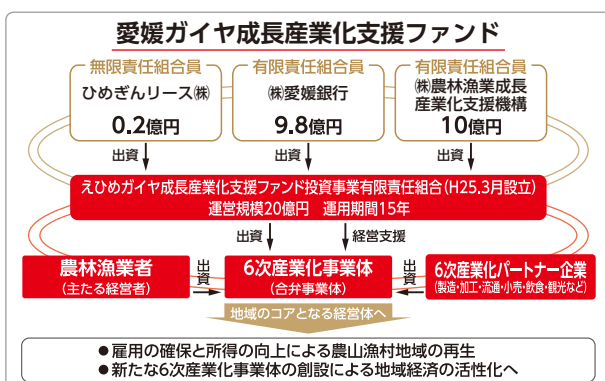 愛媛ガイヤ成長産業化支援ファンド
無限責任組合員
ひめぎんリース㈱
0.2億円
有限責任組合員
㈱愛媛銀行
9.8億円
有限責任組合員
㈱農林漁業成長
産業化支援機構
10億円
出資
出資
出資
えひめガイヤ成長産業化支援ファンド投資事業有限責任組合(H25.3月設立)
運営規模20億円 運用期間15年
出資
経営支援
農林漁業者
(主たる経営者)
出資
6次産業化事業体
(合弁事業体)
出資
6次産業化パートナー企業
(製造・加工・流通・小売・飲食・観光など)
地域のコアとなる経営体へ
●雇用の確保と所得の向上による農山漁村地域の再生
●新たな6次産業化事業体の創設による地域経済の活性化へ